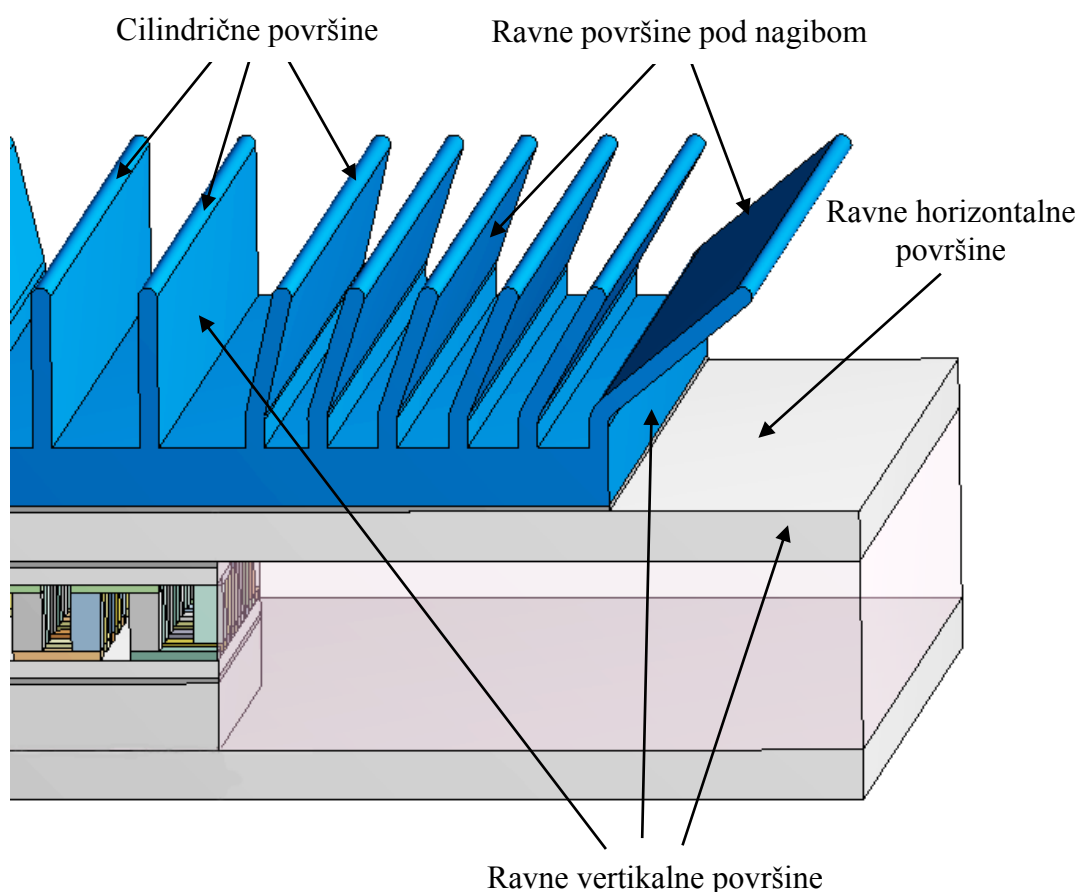 Cilindrične površine
Ravne površine pod nagibom
Ravne horizontalne
površine
Ravne vertikalne površine